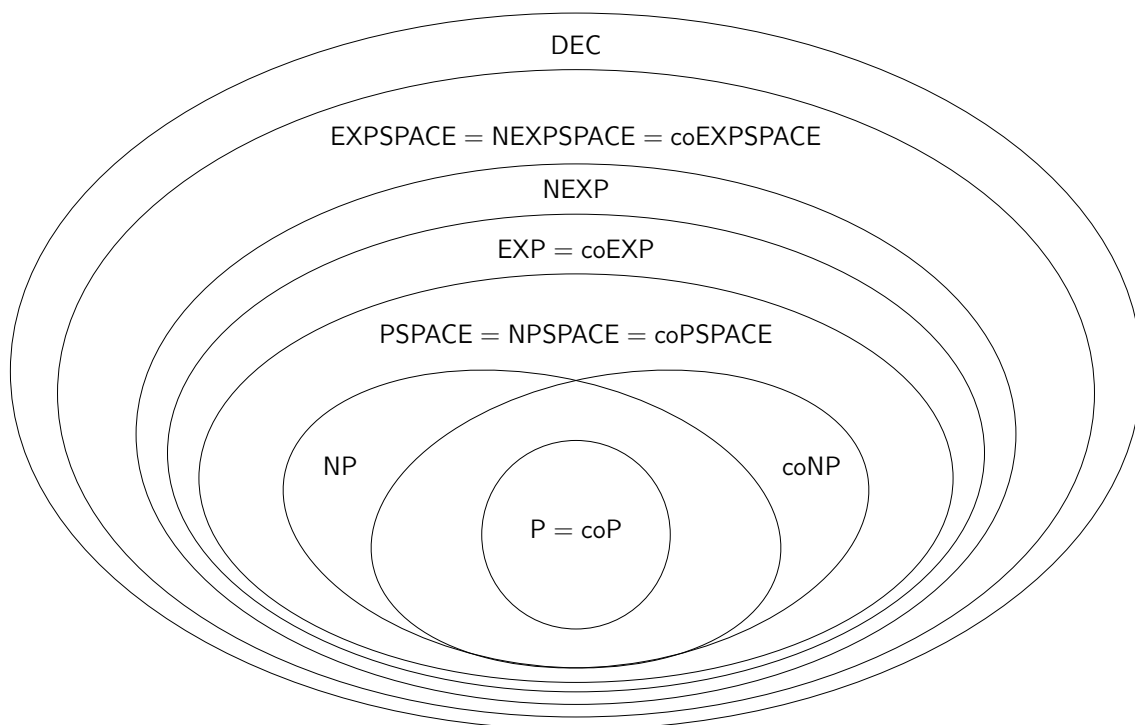 DEC
EXPSPACE = NEXPSPACE = coEXPSPACE
NEXP
EXP = coEXP
PSPACE = NPSPACE = coPSPACE
NP
coNP
P = coP